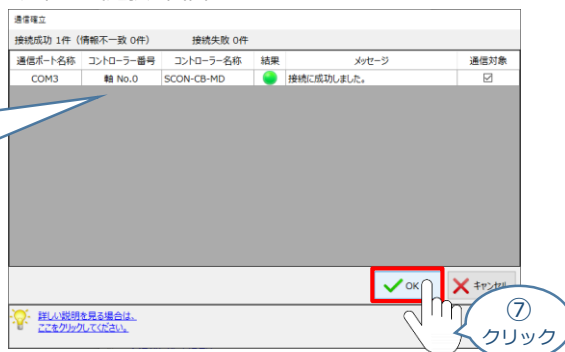 通信確立
接続成功 1件（情報不一致 0件） 接続失敗 0件
通信ポート名称 コントローラー番号 コントローラー名称 結果 メッセージ 通信対象
COM3 軸 No.0 SCON-CB-MD 接続に成功しました。
OK キャンセル
詳しい説明を見る場合は、
ここをクリックしてください。
⑦
クリック